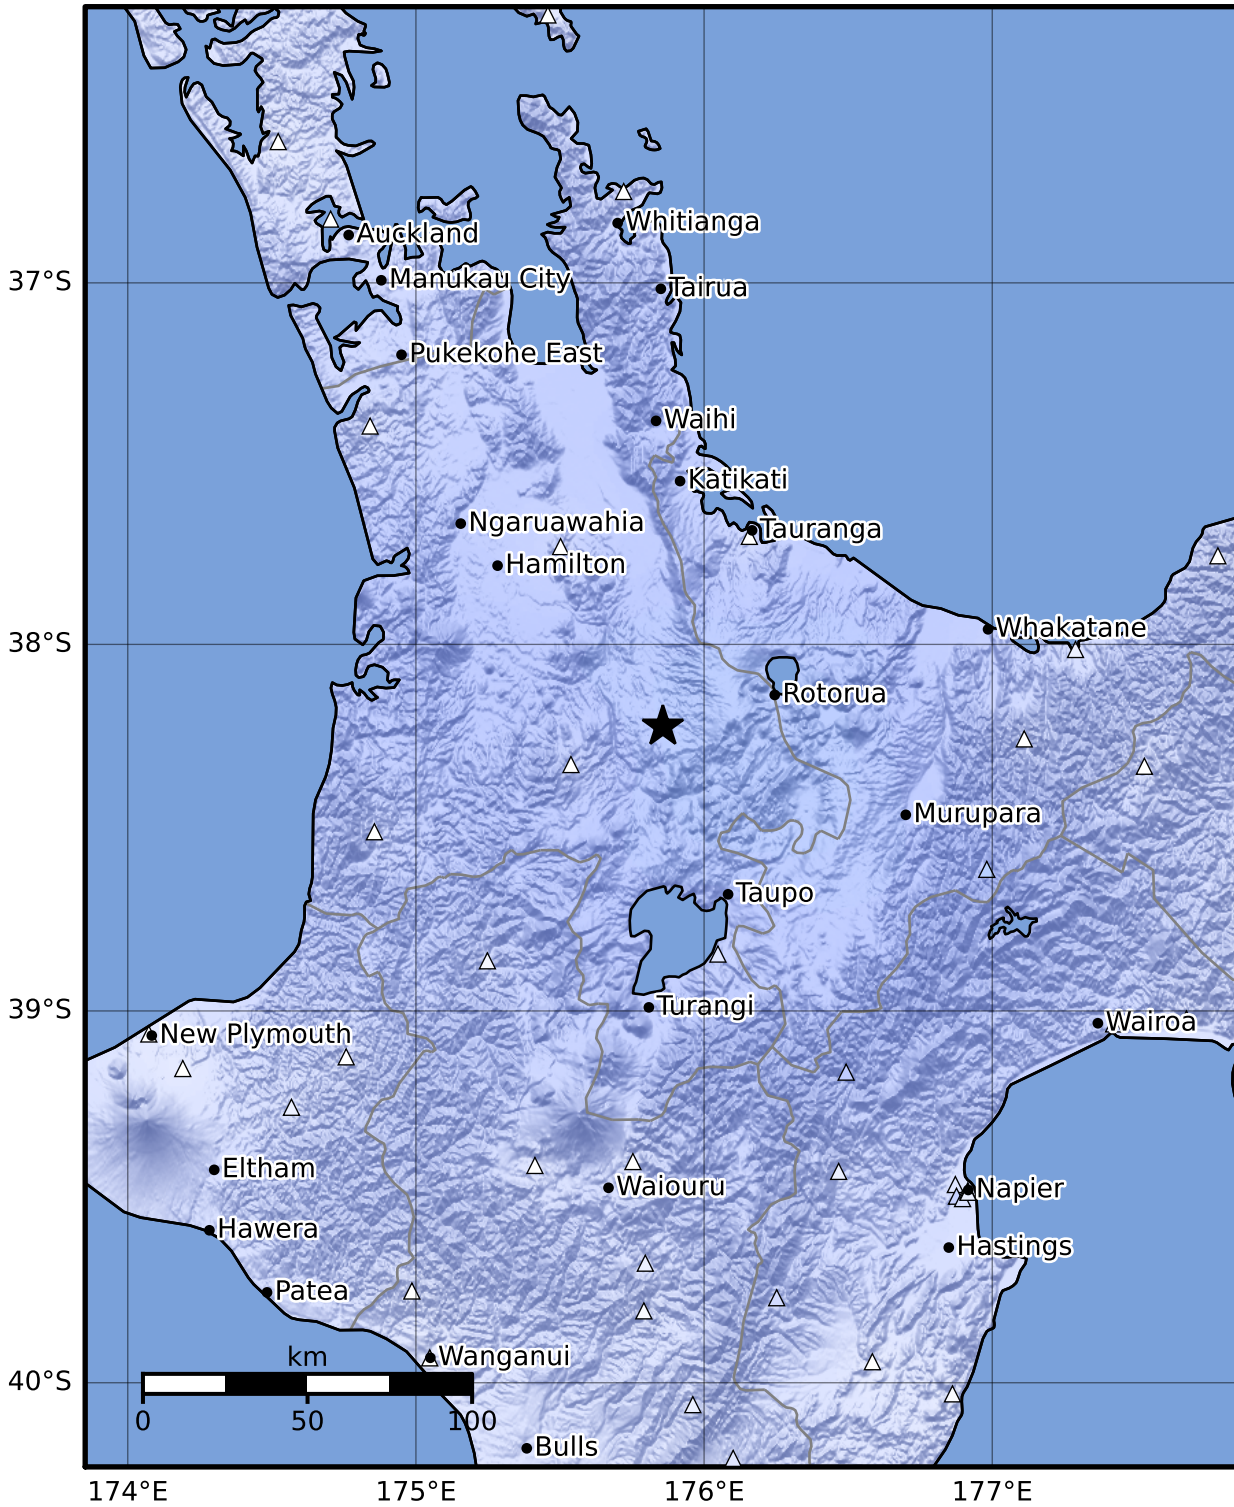 Auckland
Whitianga
Manukau City
37°S
Tairua
Pukekohe East
Waihi
Katikati
Ngaruawahia
Tauranga
Hamilton
Whakatane
38°S
Rotorua
Murupara
Taupo
39°S
Turangi
Wairoa
New Plymouth
Eltham
Waiouru
Napier
Hawera
Hastings
Patea
km
Wanganui
40°S
0 50 100
Bulls
174°E 175°E 176°E 177°E